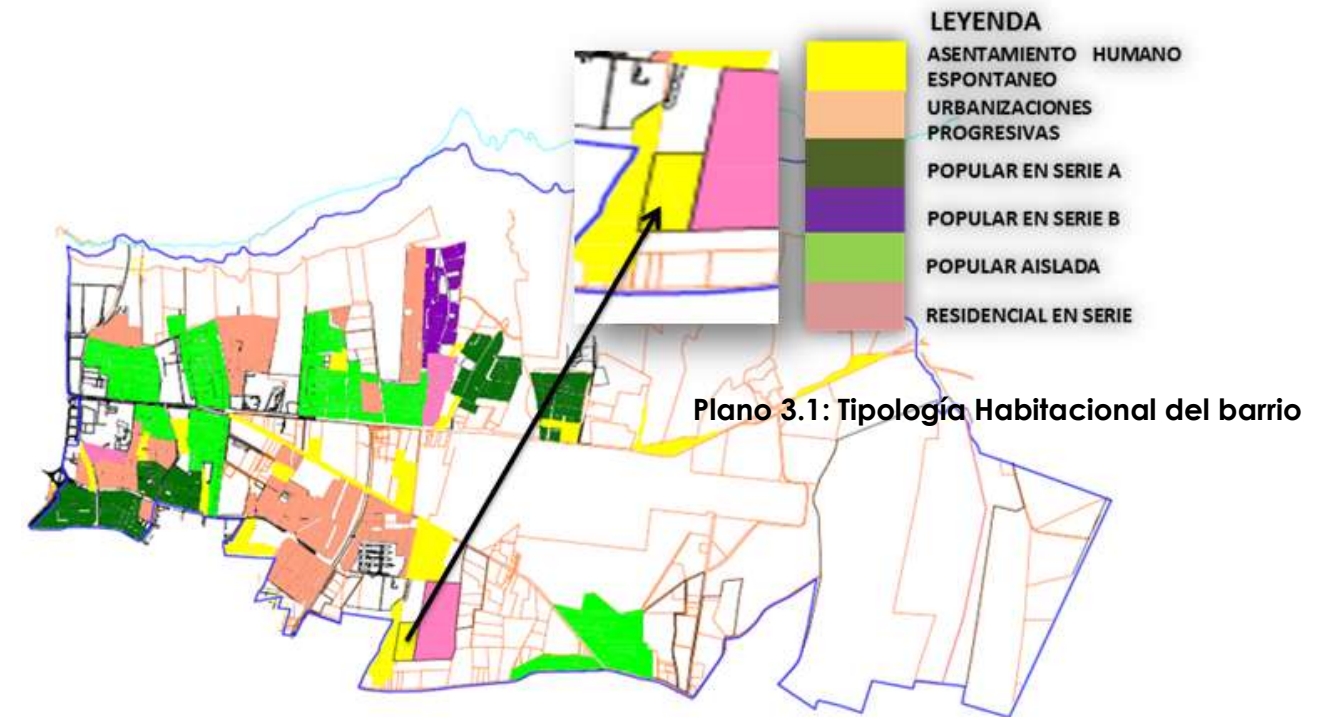 LEYENDA
ASENTAMIENTO HUMANO
ESPONTANEO
URBANIZACIONES
PROGRESIVAS
POPULAR EN SERIE A
POPULAR EN SERIE B
POPULAR AISLADA
RESIDENCIAL EN SERIE
Plano 3.1: Tipología Habitacional del barrio